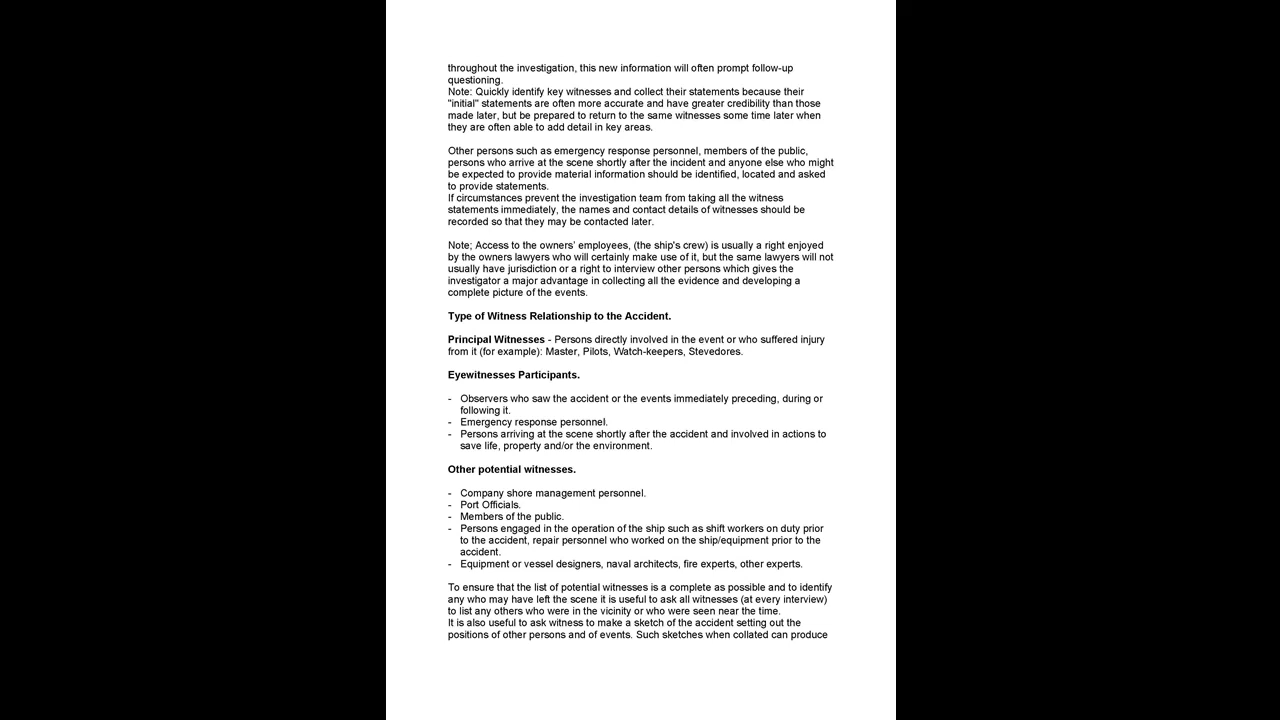 throughout the investigation, this new information will often prompt follow-up
questioning.
Note: Quickly identify key witnesses and collect their statements because their
"initial" statements are often more accurate and have greater credibility than those
made later, but be prepared to return to the same witnesses some time later when
they are often able to add detail in key areas.
Other persons such as emergency response personnel, members of the public,
persons who arrive at the scene shortly after the incident and anyone else who might
be expected to provide material information should be identified, located and asked
to provide statements.
If circumstances prevent the investigation team from taking all the witness
statements immediately, the names and contact details of witnesses should be
recorded so that they may be contacted later.
Note; Access to the owners' employees, (the ship's crew) is usually a right enjoyed
by the owners lawyers who will certainly make use of it, but the same lawyers will not
usually have jurisdiction or a right to interview other persons which gives the
investigator a major advantage in collecting all the evidence and developing a
complete picture of the events.
Type of Witness Relationship to the Accident.
Principal Witnesses - Persons directly involved in the event or who suffered injury
from it (for example): Master, Pilots, Watch-keepers, Stevedores.
Eyewitnesses Participants.
- Observers who saw the accident or the events immediately preceding, during or
following it.
- Emergency response personnel.
- Persons arriving at the scene shortly after the accident and involved in actions to
save life, property and/or the environment.
Other potential witnesses.
- Company shore management personnel.
- Port Officials.
- Members of the public.
- Persons engaged in the operation of the ship such as shift workers on duty prior
to the accident, repair personnel who worked on the ship/equipment prior to the
accident.
- Equipment or vessel designers, naval architects, fire experts, other experts.
To ensure that the list of potential witnesses is a complete as possible and to identify
any who may have left the scene it is useful to ask all witnesses (at every interview)
to list any others who were in the vicinity or who were seen near the time.
It is also useful to ask witness to make a sketch of the accident setting out the
positions of other persons and of events. Such sketches when collated can produce